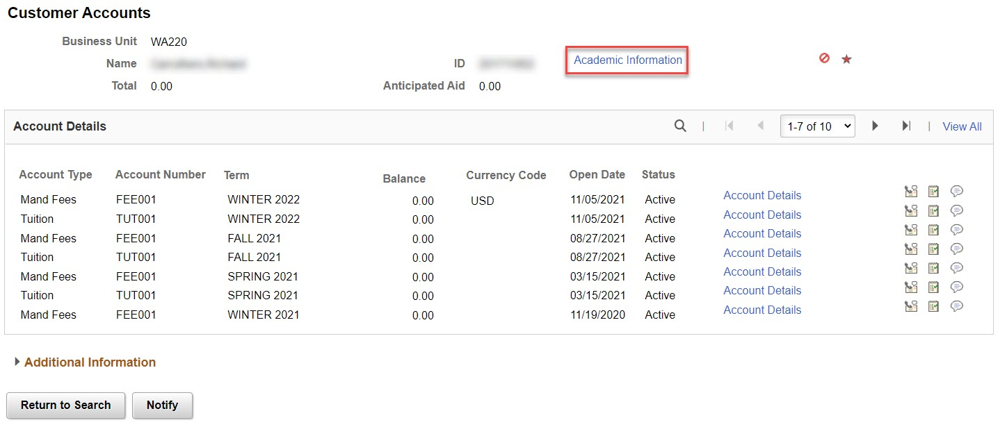 Customer Accounts
Business Unit WA220
Name ID Academic Information
Total 0.00 Anticipated Aid 0.00
Account Details | 1-7 of 10 | View All
Account Type Account Number Term Balance Currency Code Open Date Status
Mand Fees FEE001 WINTER 2022 0.00 USD 11/05/2021 Active Account Details
Tuition TUT001 WINTER 2022 0.00 11/05/2021 Active Account Details
Mand Fees FEE001 FALL 2021 0.00 08/27/2021 Active Account Details
Tuition TUT001 FALL 2021 0.00 08/27/2021 Active Account Details
Mand Fees FEE001 SPRING 2021 0.00 03/15/2021 Active Account Details
Tuition TUT001 SPRING 2021 0.00 03/15/2021 Active Account Details
Mand Fees FEE001 WINTER 2021 0.00 11/19/2020 Active Account Details
Additional Information
Return to Search Notify